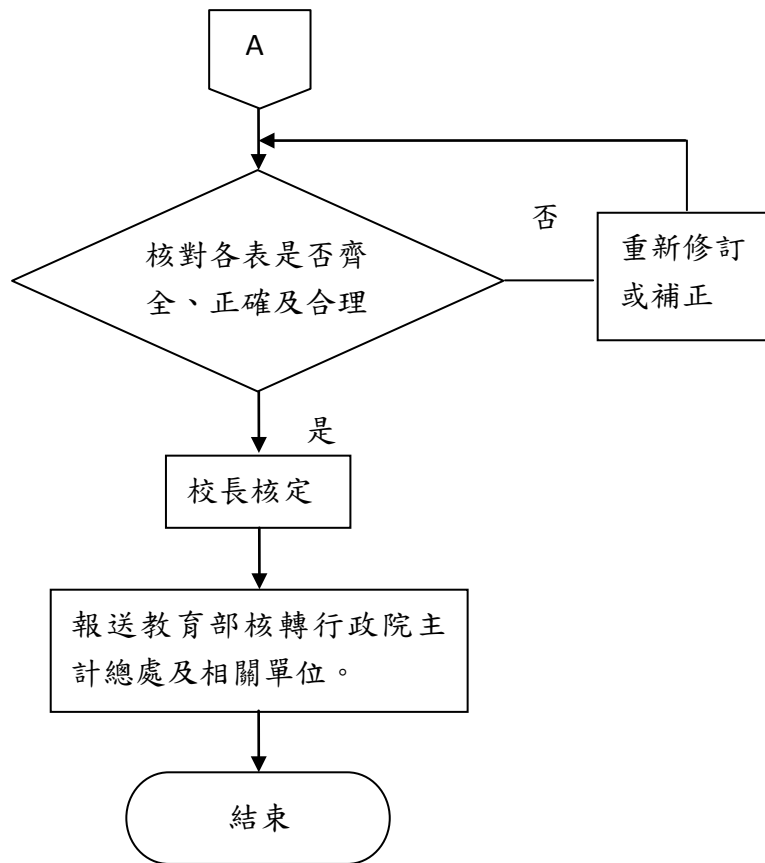 A
核對各表是否齊
全、正確及合理
否
重新修訂
或補正
是
校長核定
報送教育部核轉行政院主
計總處及相關單位。
結束